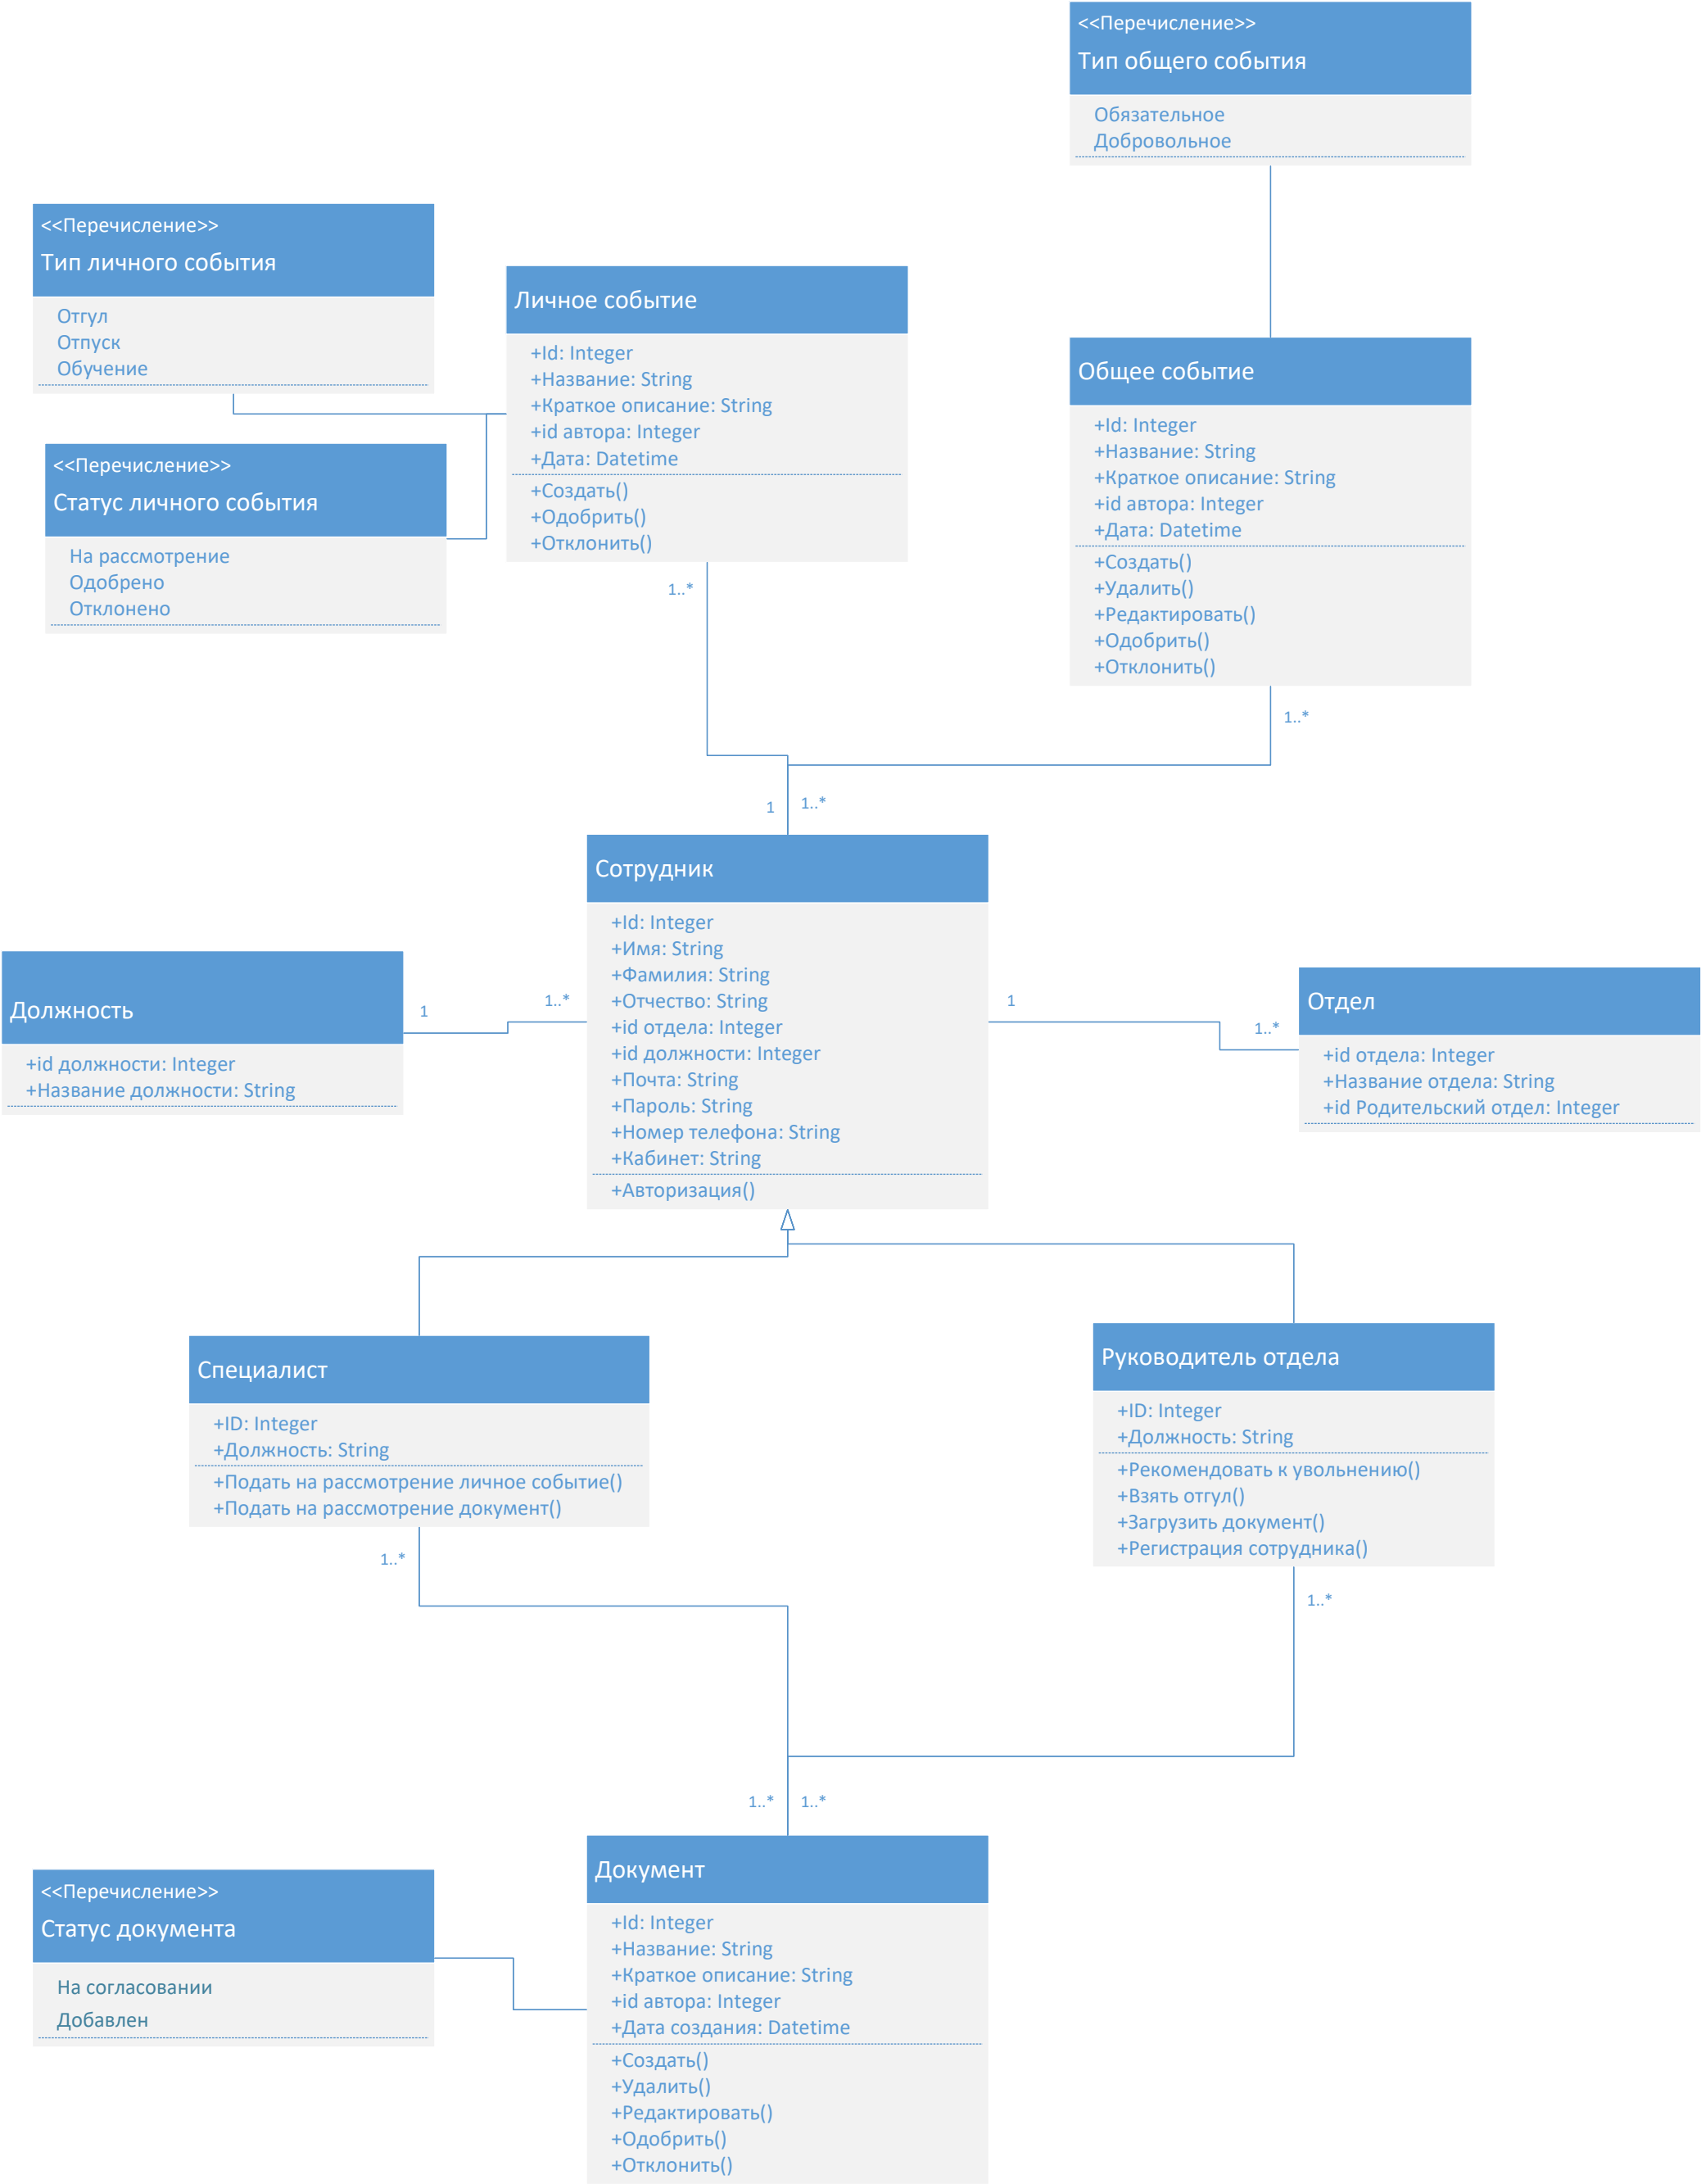 <<Перечисление>>
Тип общего события
Обязательное
Добровольное
<<Перечисление>>
Тип личного события
Отгул
Отпуск
Обучение
Личное событие
+Id: Integer
+Название: String
+Краткое описание: String
+id автора: Integer
+Дата: Datetime
+Создать()
+Одобрить()
+Отклонить()
1..*
Общее событие
+Id: Integer
+Название: String
+Краткое описание: String
+id автора: Integer
+Дата: Datetime
+Создать()
+Удалить()
+Редактировать()
+Одобрить()
+Отклонить()
1..*
<<Перечисление>>
Статус личного события
На рассмотрение
Одобрено
Отклонено
1
1..*
Сотрудник
+Id: Integer
+Имя: String
+Фамилия: String
+Отчество: String
+id отдела: Integer
+id должности: Integer
+Почта: String
+Пароль: String
+Номер телефона: String
+Кабинет: String
+Авторизация()
Должность
+id должности: Integer
+Название должности: String
1
1..*
1
1..*
Отдел
+id отдела: Integer
+Название отдела: String
+id Родительский отдел: Integer
Специалист
+ID: Integer
+Должность: String
+Подать на рассмотрение личное событие()
+Подать на рассмотрение документ()
1..*
Руководитель отдела
+ID: Integer
+Должность: String
+Рекомендовать к увольнению()
+Взять отгул()
+Загрузить документ()
+Регистрация сотрудника()
1..*
1..*
1..*
Документ
+Id: Integer
+Название: String
+Краткое описание: String
+id автора: Integer
+Дата создания: Datetime
+Создать()
+Удалить()
+Редактировать()
+Одобрить()
+Отклонить()
<<Перечисление>>
Статус документа
На согласовании
Добавлен